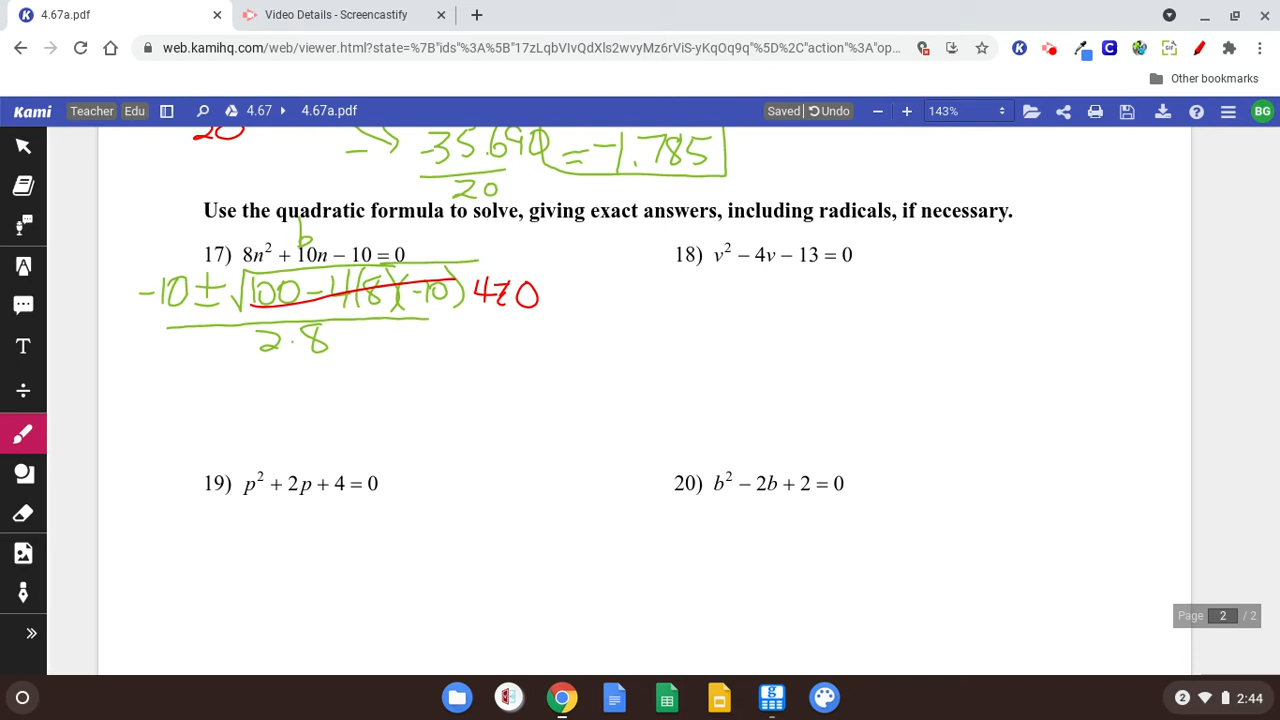 4.67a.pdf
Video Details - Screencastify
web.kamihq.com/web/viewer.html?state=%7B"ids"%3A%5B"17zLqbVIvQdXls2wvyMz6rViS-yKqOq9q"%5D%2C"action"%3A"op...
Other bookmarks
Kami Teacher Edu 4.67 4.67a.pdf Saved Undo 143% BG
20
-35.690 = -1.785
20
Use the quadratic formula to solve, giving exact answers, including radicals, if necessary.
b
17) 8n² + 10n − 10 = 0
18) v² − 4v − 13 = 0
-10 ± √100 - 4(8)(-10) 420
2·8
19) p² + 2p + 4 = 0
20) b² − 2b + 2 = 0
Page 2 / 2
2 2:44